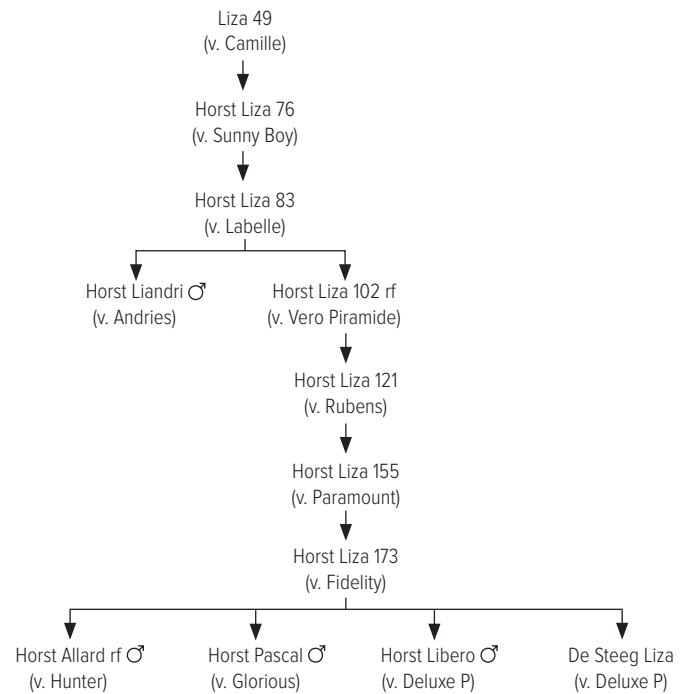 Liza 49
(v. Camille)
Horst Liza 76
(v. Sunny Boy)
Horst Liza 83
(v. Labelle)
Horst Liandri ♂
(v. Andries)
Horst Liza 102 rf
(v. Vero Piramide)
Horst Liza 121
(v. Rubens)
Horst Liza 155
(v. Paramount)
Horst Liza 173
(v. Fidelity)
Horst Allard rf ♂
(v. Hunter)
Horst Pascal ♂
(v. Glorious)
Horst Libero ♂
(v. Deluxe P)
De Steeg Liza
(v. Deluxe P)